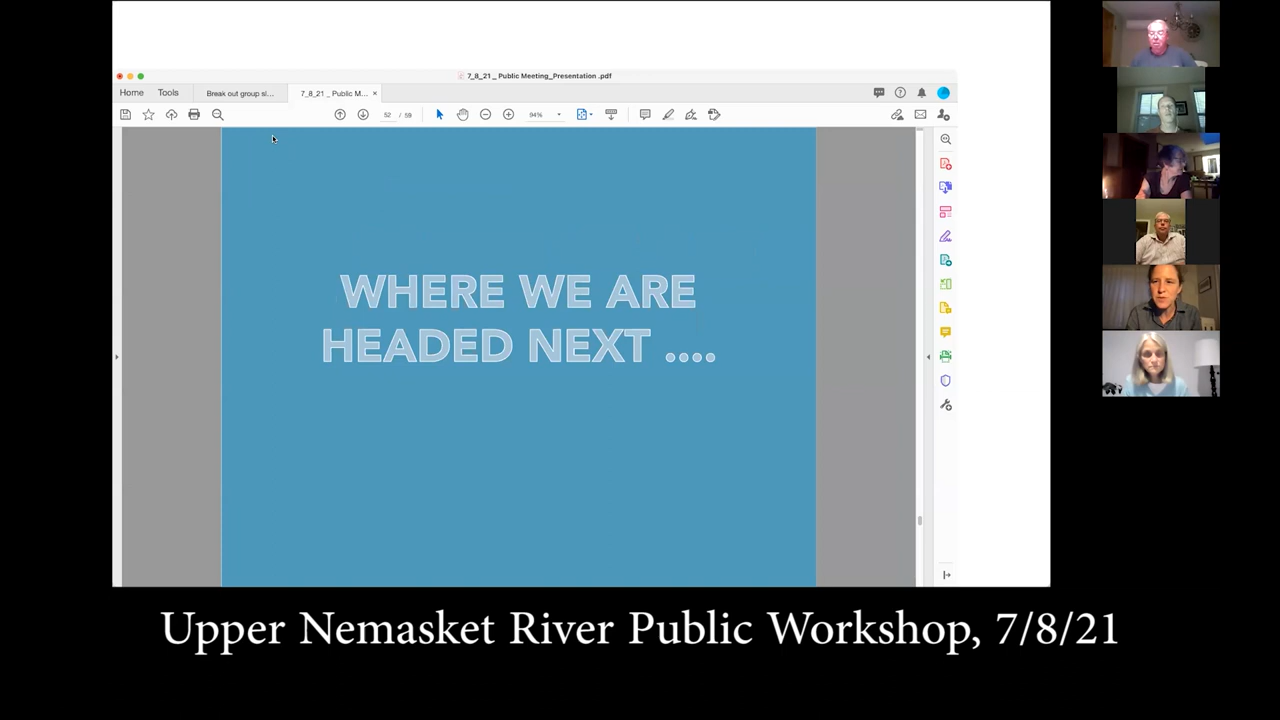 7_8_21_ Public Meeting_Presentation .pdf
Home Tools Break out group sl... 7_8_21 _ Public M... ×
52 / 59 94%
WHERE WE ARE
HEADED NEXT ....
Upper Nemasket River Public Workshop, 7/8/21